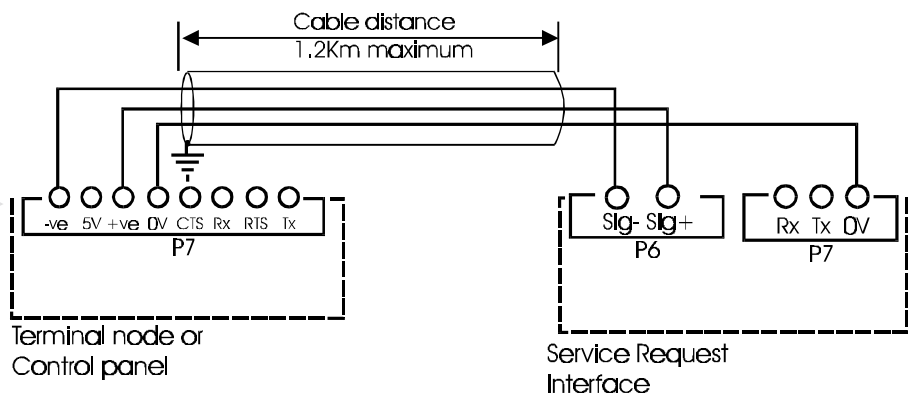 Cable distance
1.2Km maximum
-ve 5V +ve 0V CTS Rx RTS Tx
P7
Sig- Sig+
P6
Rx Tx 0V
P7
Terminal node or
Control panel
Service Request
Interface